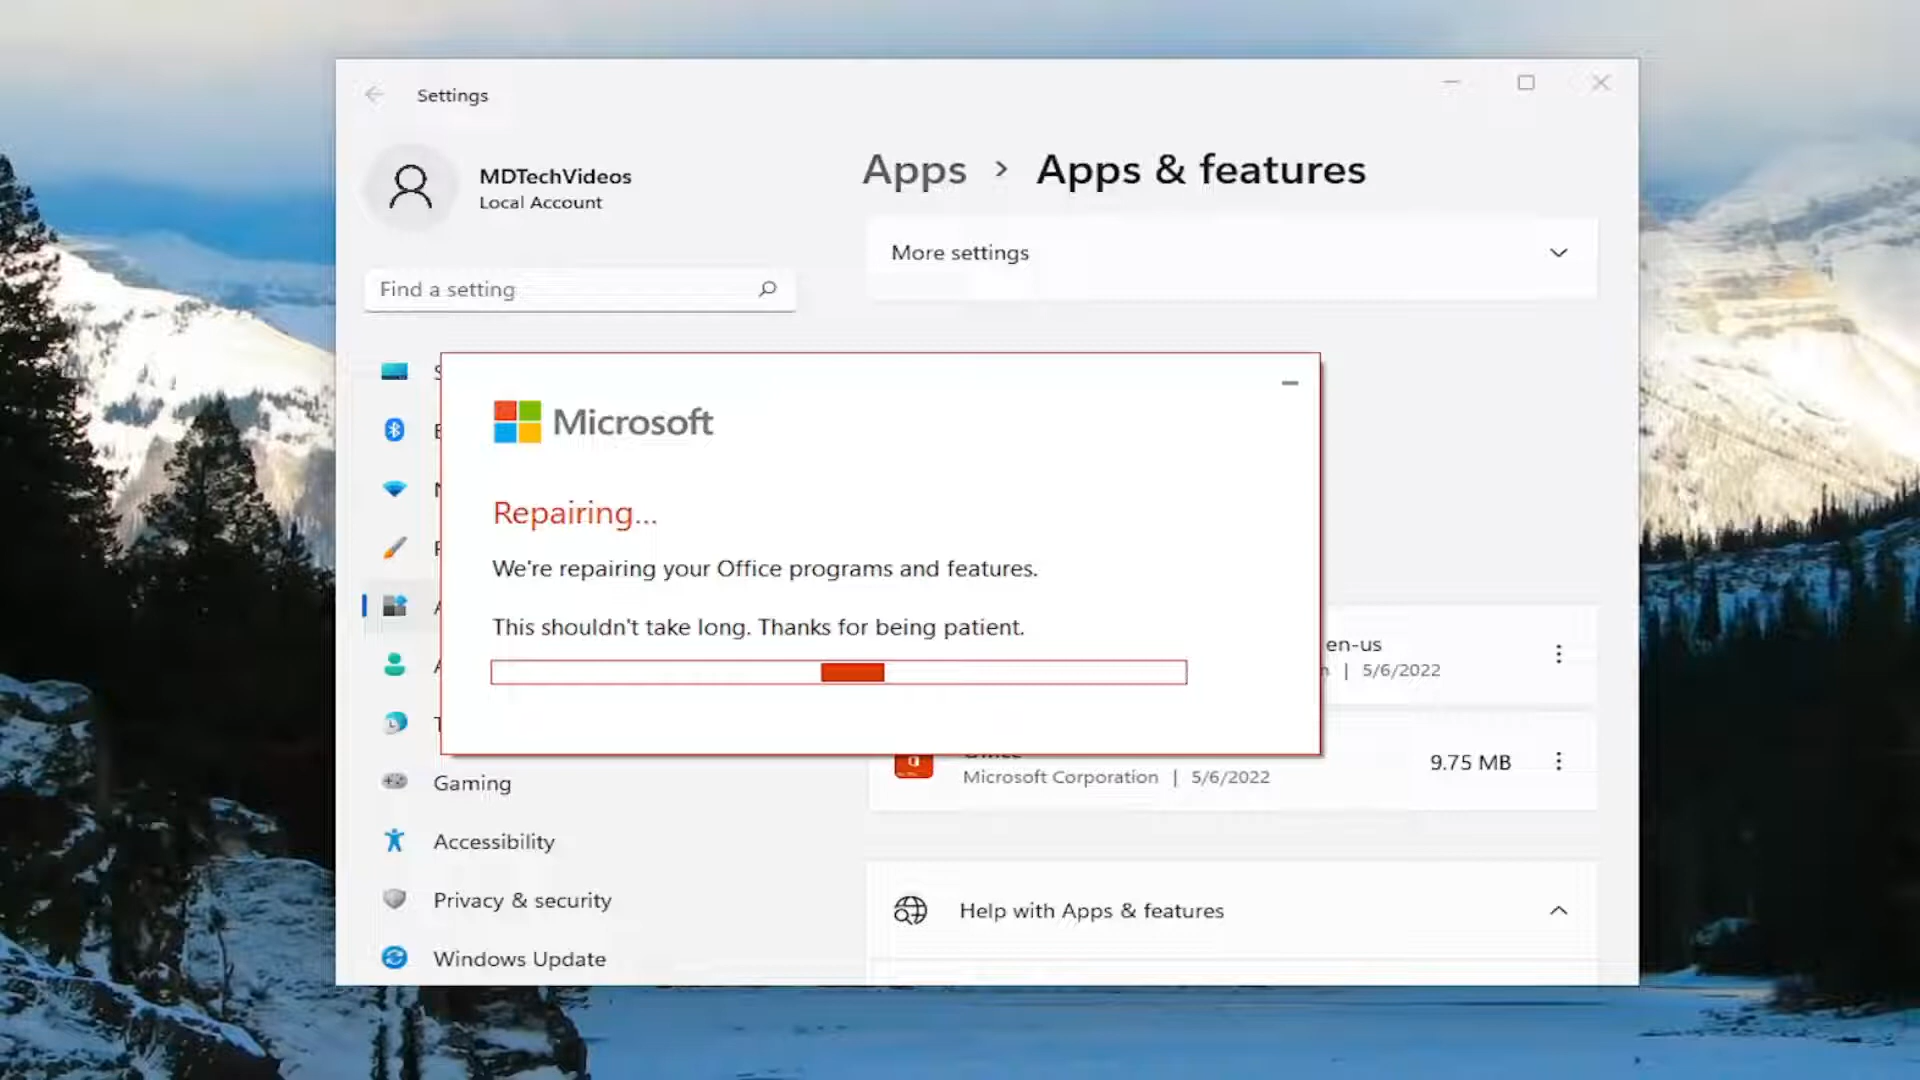 Settings
MDTechVideos
Local Account
Find a setting
Apps > Apps & features
More settings
Microsoft
Repairing...
We're repairing your Office programs and features.
This shouldn't take long. Thanks for being patient.
en-us
| 5/6/2022
9.75 MB
Microsoft Corporation | 5/6/2022
Gaming
Accessibility
Privacy & security
Windows Update
Help with Apps & features